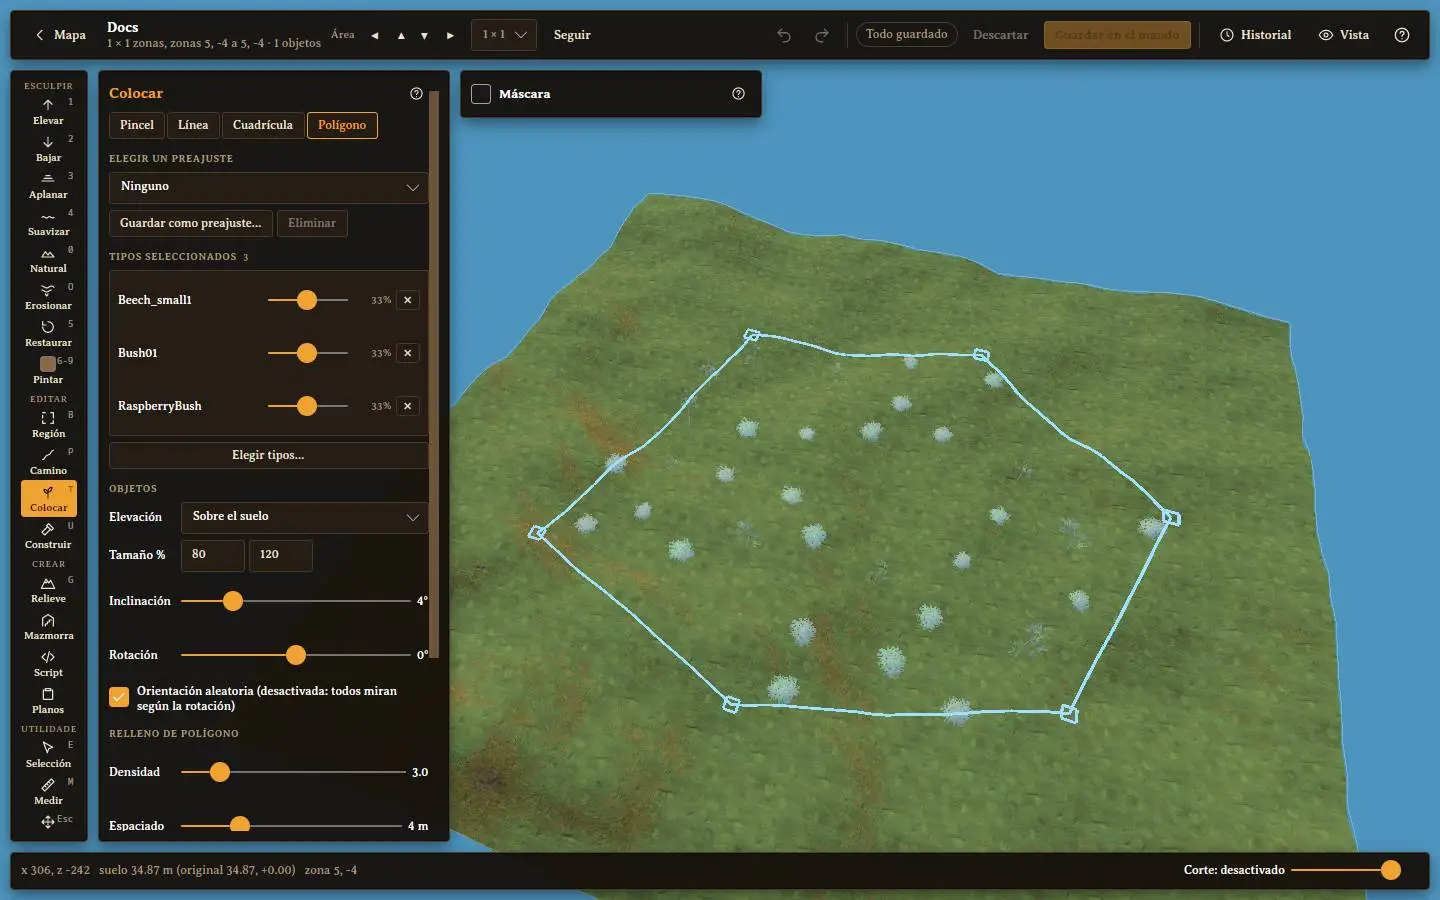 Mapa
Docs
1 × 1 zonas, zonas 5, -4 a 5, -4 · 1 objetos
Área
1 × 1
Seguir
Todo guardado
Descartar
Guardar en el mundo
Historial
Vista
ESCULPIR
1
Elevar
2
Bajar
3
Aplanar
4
Suavizar
0
Natural
O
Erosionar
5
Restaurar
6-9
Pintar
EDITAR
B
Región
P
Camino
T
Colocar
U
Construir
CREAR
G
Relieve
Mazmorra
Script
Planos
UTILIDADE
E
Selección
M
Medir
Esc
Colocar
Pincel
Línea
Cuadrícula
Polígono
ELEGIR UN PREAJUSTE
Ninguno
Guardar como preajuste...
Eliminar
TIPOS SELECCIONADOS 3
Beech_small1
33%
Bush01
33%
RaspberryBush
33%
Elegir tipos...
OBJETOS
Elevación
Sobre el suelo
Tamaño %
80
120
Inclinación
4°
Rotación
0°
Orientación aleatoria (desactivada: todos miran
según la rotación)
RELLENO DE POLÍGONO
Densidad
3.0
Espaciado
4 m
Máscara
x 306, z -242 suelo 34.87 m (original 34.87, +0.00) zona 5, -4
Corte: desactivado